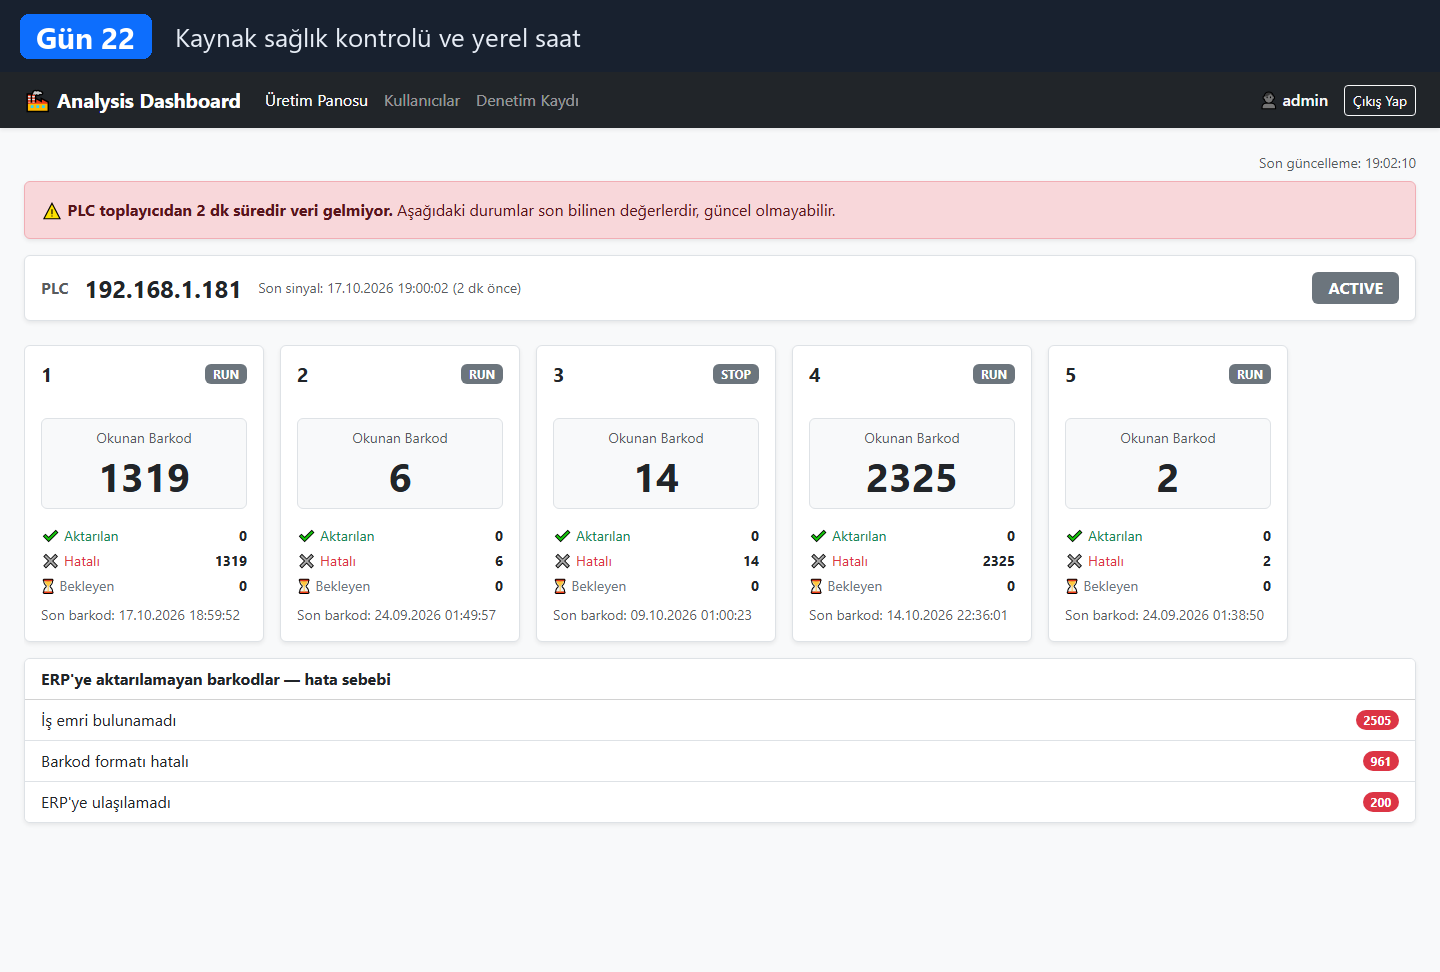 Gün 22 Kaynak sağlık kontrolü ve yerel saat
Analysis Dashboard Üretim Panosu Kullanıcılar Denetim Kaydı admin Çıkış Yap
Son güncelleme: 19:02:10
PLC toplayıcıdan 2 dk süredir veri gelmiyor. Aşağıdaki durumlar son bilinen değerlerdir, güncel olmayabilir.
PLC 192.168.1.181 Son sinyal: 17.10.2026 19:00:02 (2 dk önce) ACTIVE
1 RUN
Okunan Barkod
1319
Aktarılan 0
Hatalı 1319
Bekleyen 0
Son barkod: 17.10.2026 18:59:52
2 RUN
Okunan Barkod
6
Aktarılan 0
Hatalı 6
Bekleyen 0
Son barkod: 24.09.2026 01:49:57
3 STOP
Okunan Barkod
14
Aktarılan 0
Hatalı 14
Bekleyen 0
Son barkod: 09.10.2026 01:00:23
4 RUN
Okunan Barkod
2325
Aktarılan 0
Hatalı 2325
Bekleyen 0
Son barkod: 14.10.2026 22:36:01
5 RUN
Okunan Barkod
2
Aktarılan 0
Hatalı 2
Bekleyen 0
Son barkod: 24.09.2026 01:38:50
ERP'ye aktarılamayan barkodlar — hata sebebi
İş emri bulunamadı 2505
Barkod formatı hatalı 961
ERP'ye ulaşılamadı 200